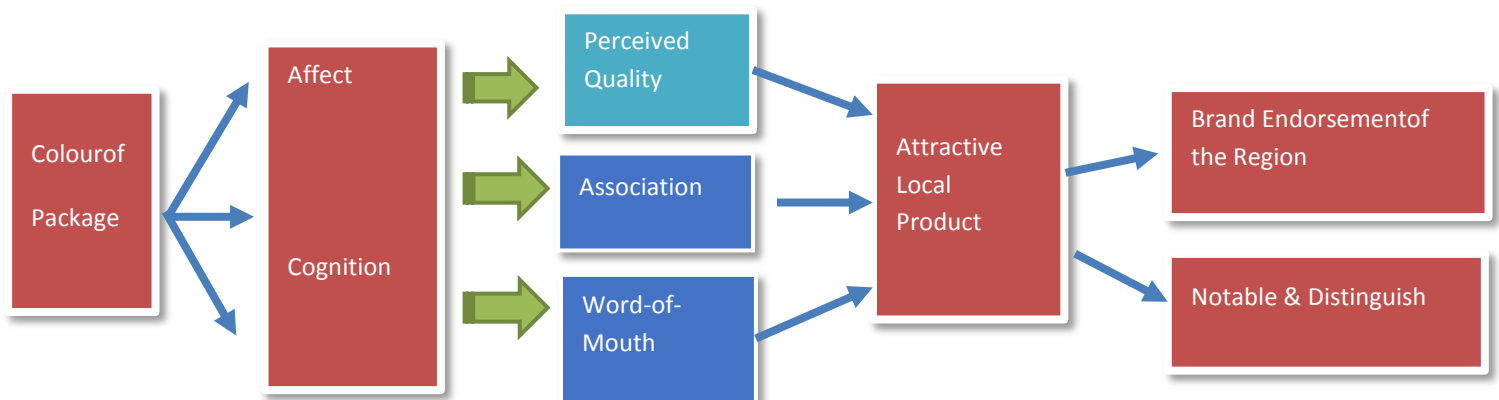 Colourof
Package
Affect
Cognition
Perceived
Quality
Association
Word-of-
Mouth
Attractive
Local
Product
Brand Endorsementof
the Region
Notable & Distinguish